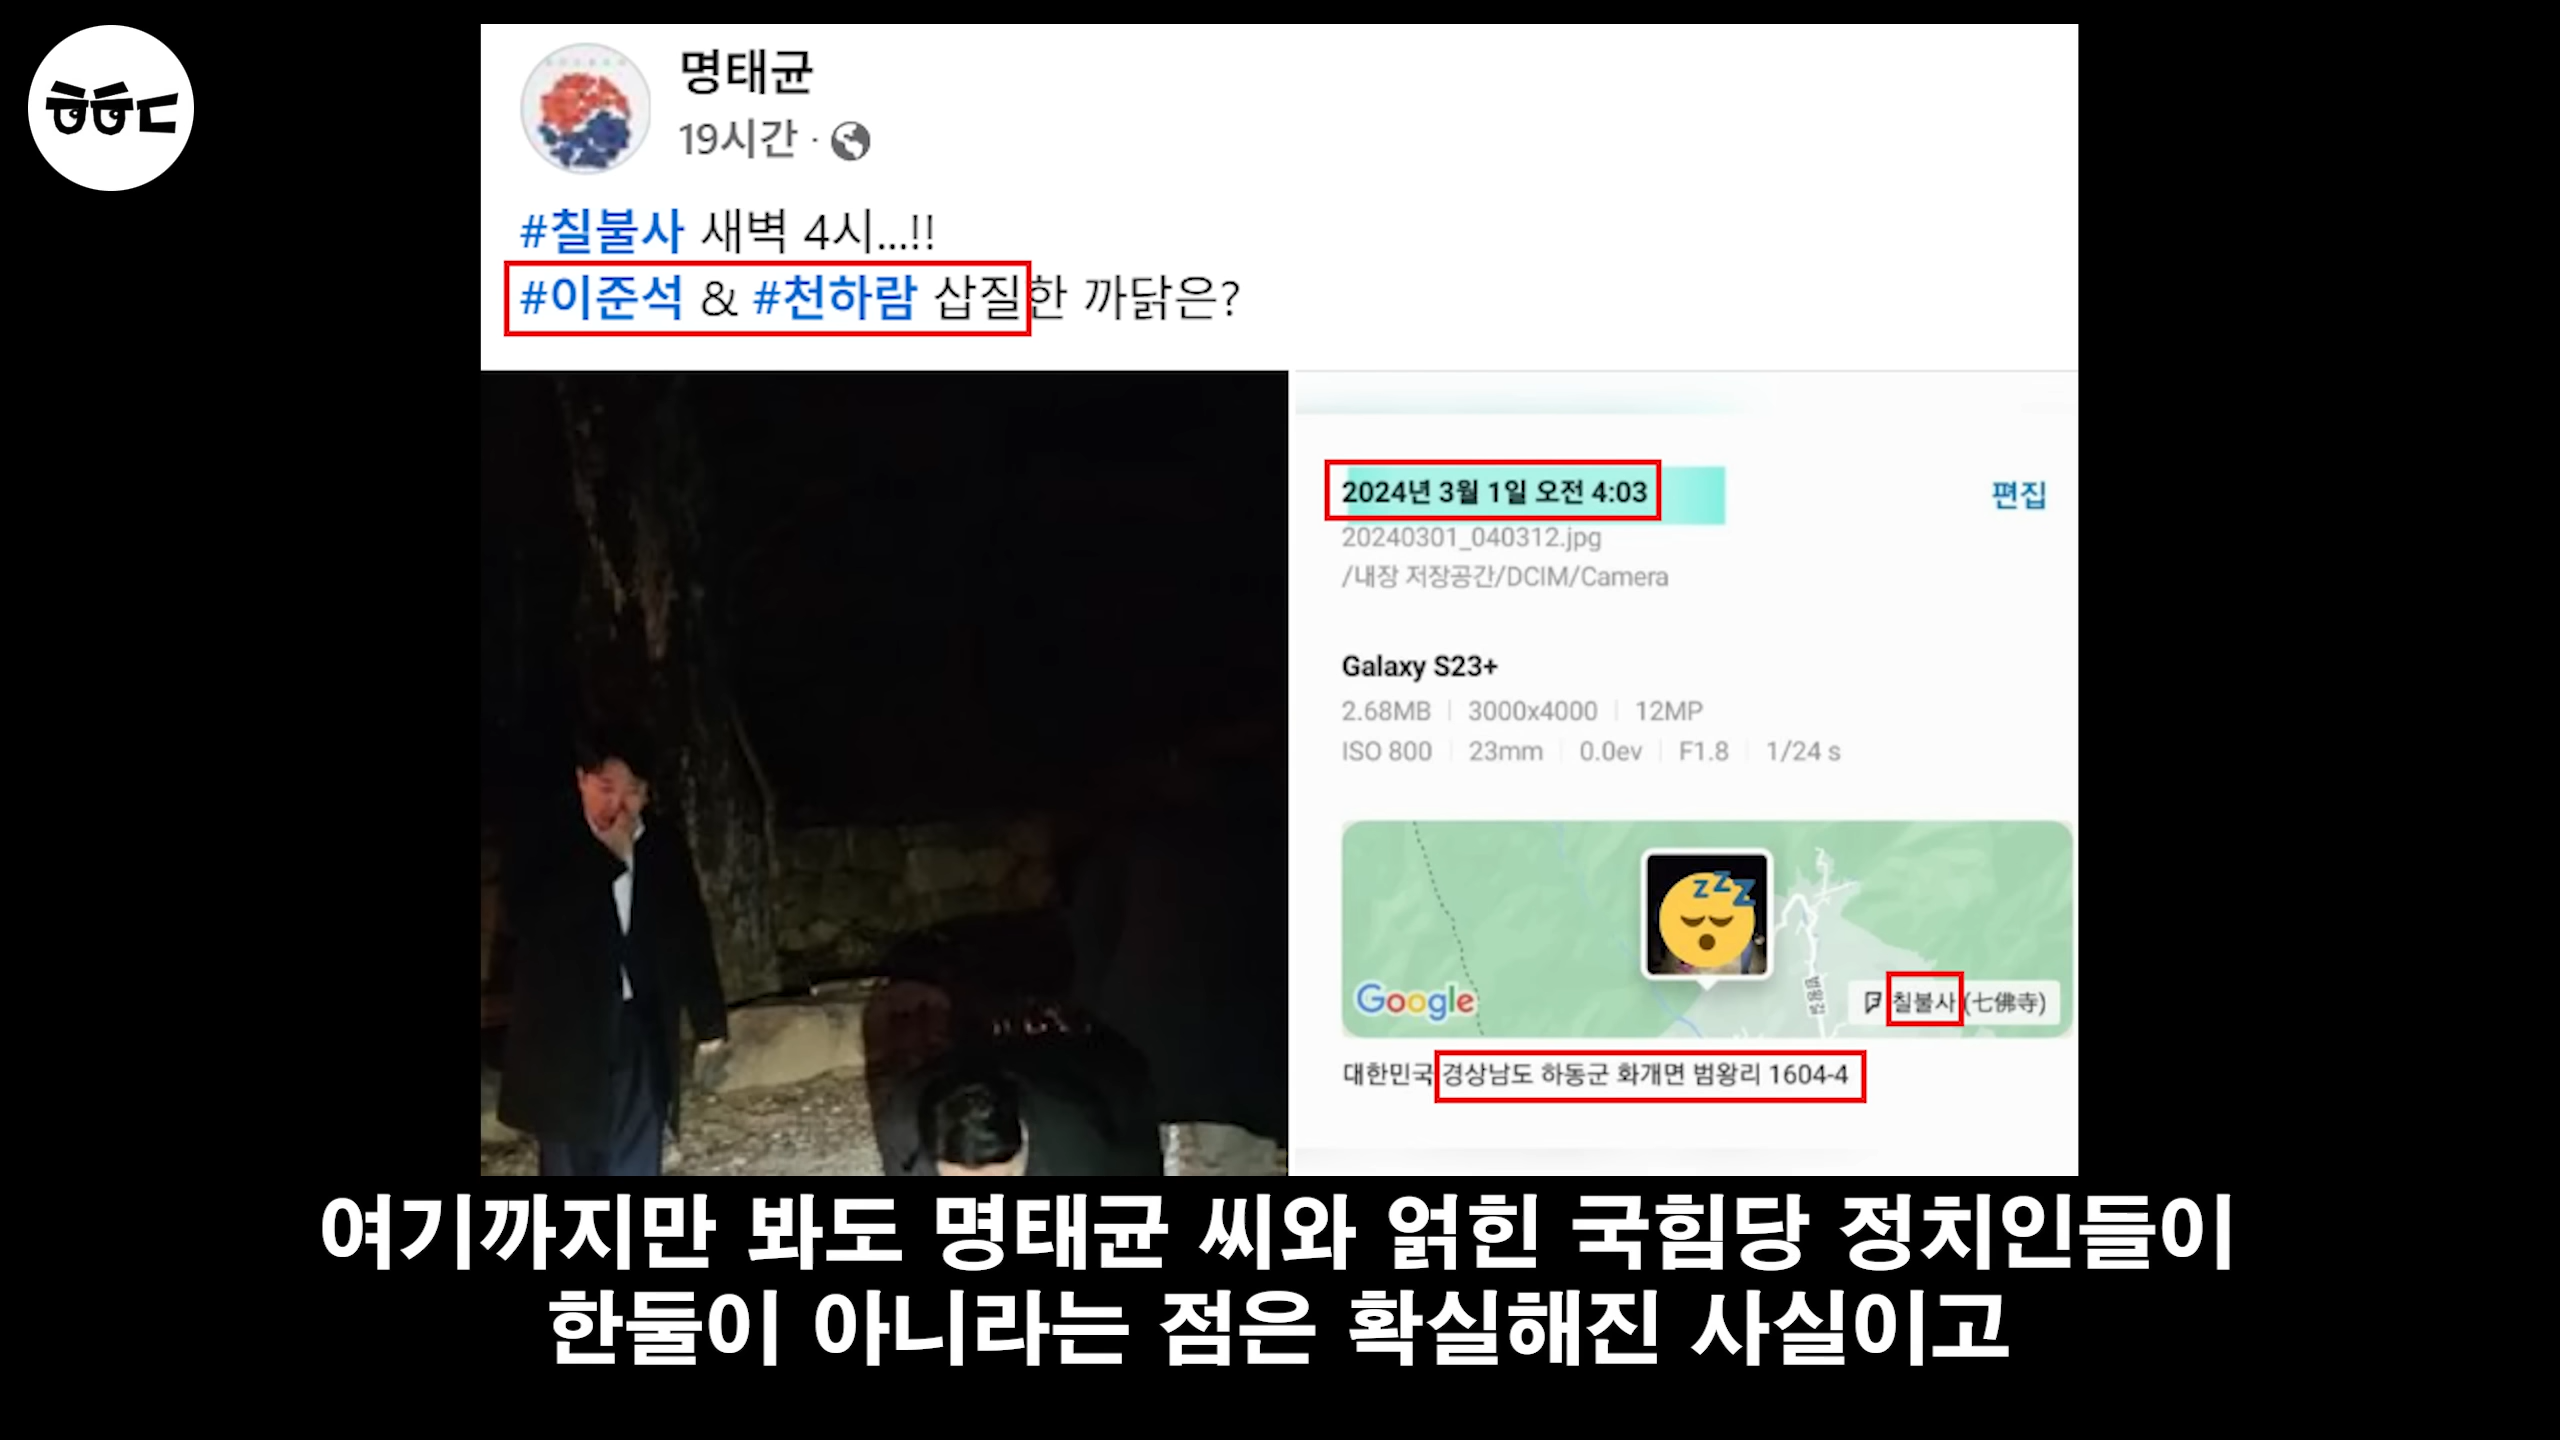 ㅎㅎㄷ
명태균
19시간 ·
#칠불사 새벽 4시...!!
#이준석 & #천하람 삽질한 까닭은?
2024년 3월 1일 오전 4:03
편집
20240301_040312.jpg
/내장 저장공간/DCIM/Camera
Galaxy S23+
2.68MB 3000x4000 12MP
ISO 800 23mm 0.0ev F1.8 1/24 s
zzz
범왕길
Google
칠불사 (七佛寺)
대한민국 경상남도 하동군 화개면 범왕리 1604-4
여기까지만 봐도 명태균 씨와 얽힌 국힘당 정치인들이
한둘이 아니라는 점은 확실해진 사실이고